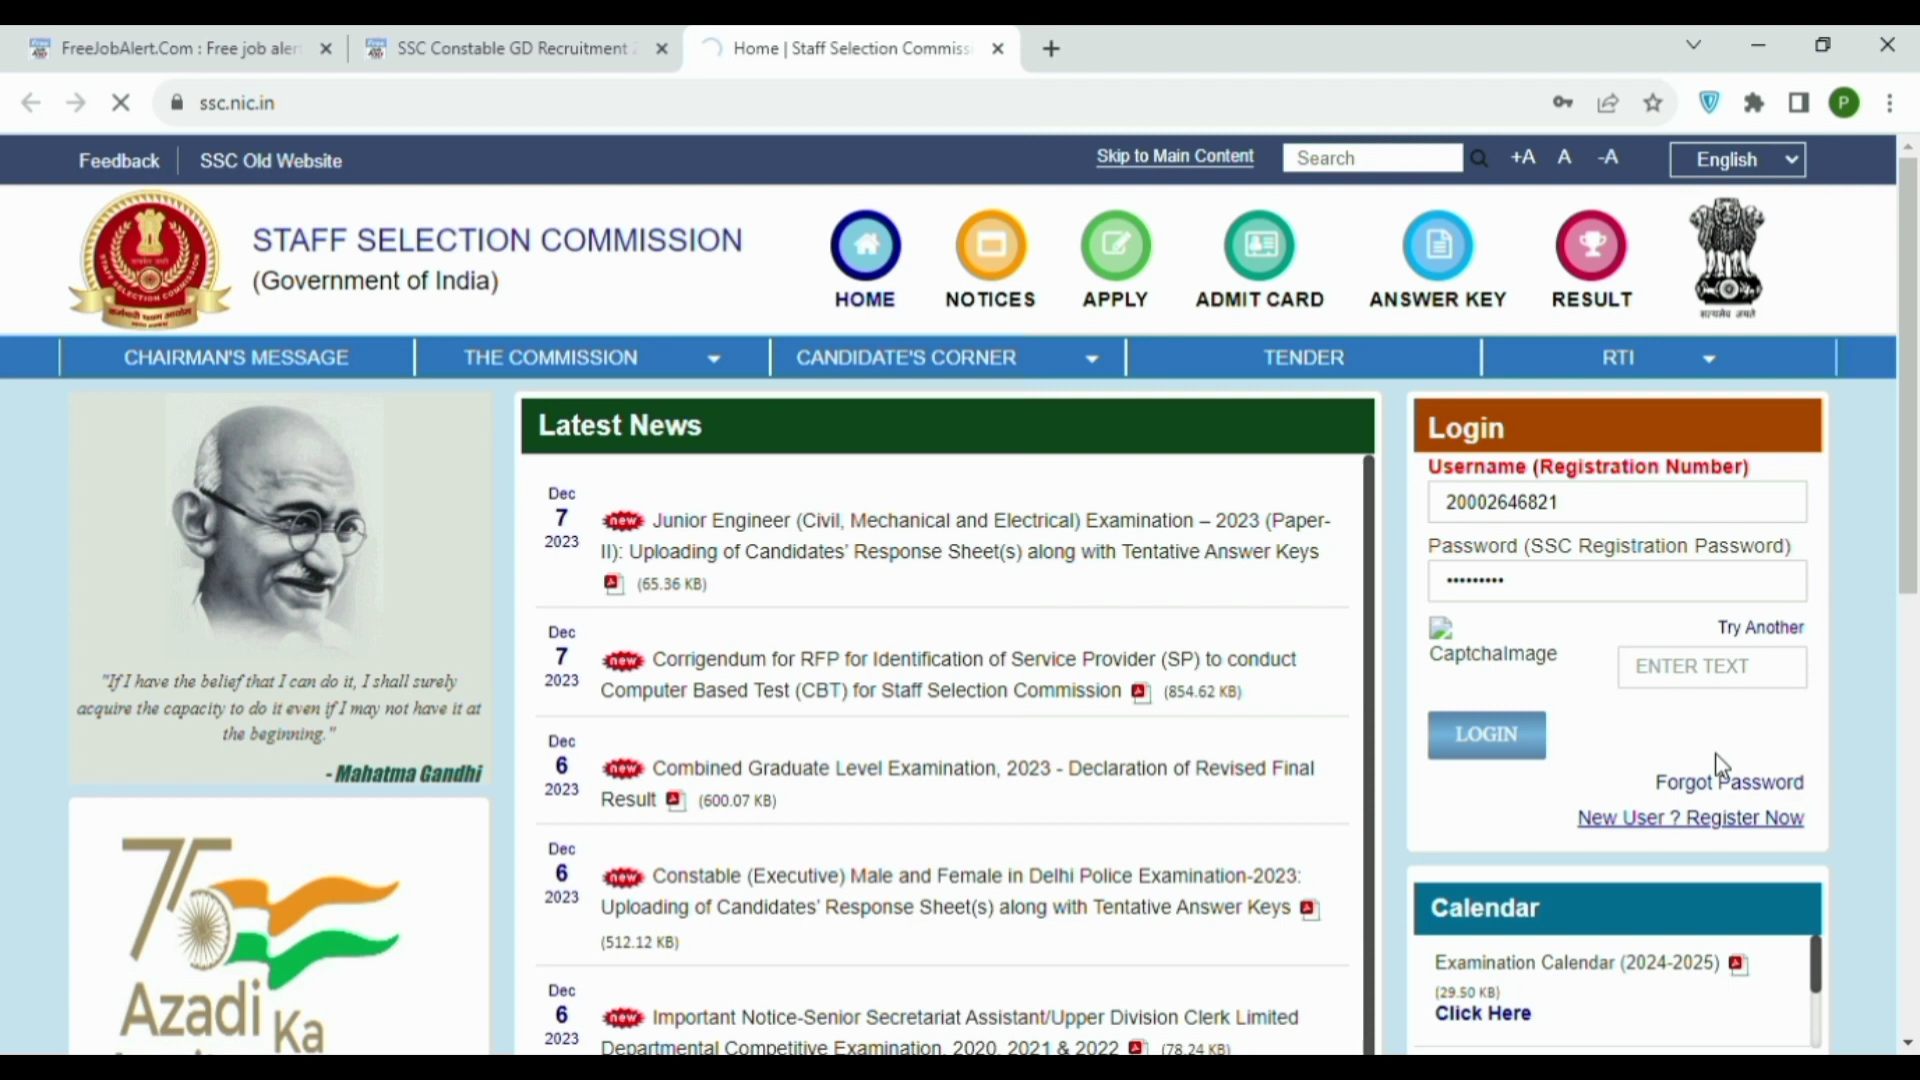 FreeJobAlert.Com : Free job aler
SSC Constable GD Recruitment 2
Home | Staff Selection Commiss
ssc.nic.in
P
Feedback
SSC Old Website
Skip to Main Content
Search
+A A -A
English
STAFF SELECTION COMMISSION
(Government of India)
HOME
NOTICES
APPLY
ADMIT CARD
ANSWER KEY
RESULT
सत्यमेव जयते
CHAIRMAN'S MESSAGE
THE COMMISSION
CANDIDATE'S CORNER
TENDER
RTI
"If I have the belief that I can do it, I shall surely
acquire the capacity to do it even if I may not have it at
the beginning."
- Mahatma Gandhi
75
Azadi Ka
Latest News
Dec
7
2023
new Junior Engineer (Civil, Mechanical and Electrical) Examination – 2023 (Paper-
II): Uploading of Candidates' Response Sheet(s) along with Tentative Answer Keys
(65.36 KB)
Dec
7
2023
new Corrigendum for RFP for Identification of Service Provider (SP) to conduct
Computer Based Test (CBT) for Staff Selection Commission (854.62 KB)
Dec
6
2023
new Combined Graduate Level Examination, 2023 - Declaration of Revised Final
Result (600.07 KB)
Dec
6
2023
new Constable (Executive) Male and Female in Delhi Police Examination-2023:
Uploading of Candidates' Response Sheet(s) along with Tentative Answer Keys
(512.12 KB)
Dec
6
2023
new Important Notice-Senior Secretariat Assistant/Upper Division Clerk Limited
Departmental Competitive Examination, 2020, 2021 & 2022 (78.24 KB)
Login
Username (Registration Number)
20002646821
Password (SSC Registration Password)
•••••••••
CaptchaImage
Try Another
ENTER TEXT
LOGIN
Forgot Password
New User ? Register Now
Calendar
Examination Calendar (2024-2025)
(29.50 KB)
Click Here